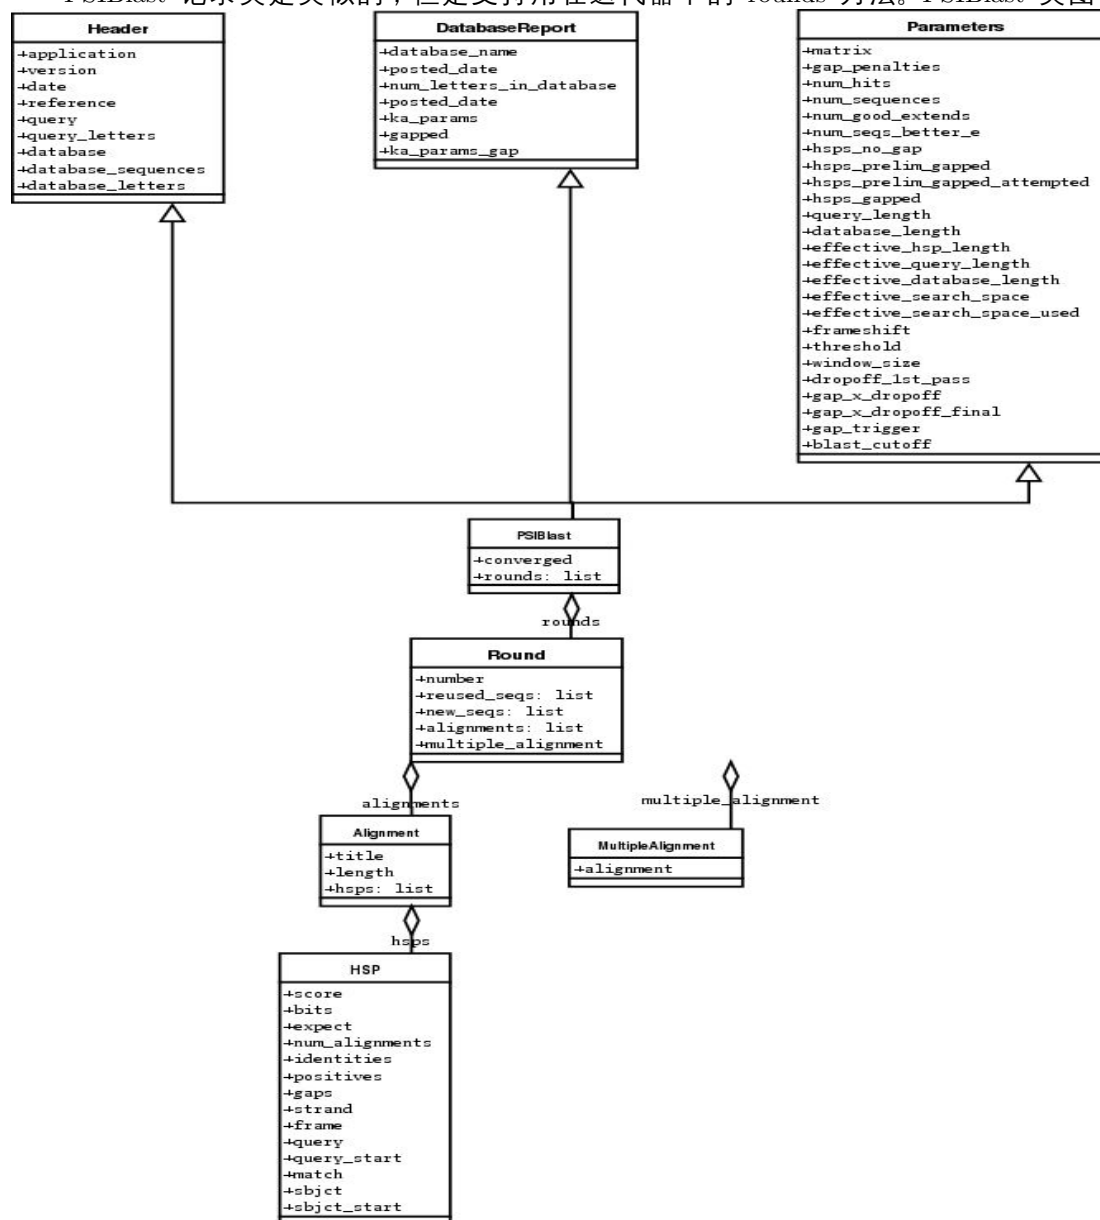 PSIBlast 记录类是类似的，但是支持用在迭代器中的 rounds 方法。PSIBlast 类图
Header
+application
+version
+date
+reference
+query
+query_letters
+database
+database_sequences
+database_letters
DatabaseReport
+database_name
+posted_date
+num_letters_in_database
+posted_date
+ka_params
+gapped
+ka_params_gap
Parameters
+matrix
+gap_penalties
+num_hits
+num_sequences
+num_good_extends
+num_seqs_better_e
+hsps_no_gap
+hsps_prelim_gapped
+hsps_prelim_gapped_attempted
+hsps_gapped
+query_length
+database_length
+effective_hsp_length
+effective_query_length
+effective_database_length
+effective_search_space
+effective_search_space_used
+frameshift
+threshold
+window_size
+dropoff_1st_pass
+gap_x_dropoff
+gap_x_dropoff_final
+gap_trigger
+blast_cutoff
PSIBlast
+converged
+rounds: list
rounds
Round
+number
+reused_seqs: list
+new_seqs: list
+alignments: list
+multiple_alignment
alignments
multiple_alignment
Alignment
+title
+length
+hsps: list
MultipleAlignment
+alignment
hsps
HSP
+score
+bits
+expect
+num_alignments
+identities
+positives
+gaps
+strand
+frame
+query
+query_start
+match
+sbjct
+sbjct_start